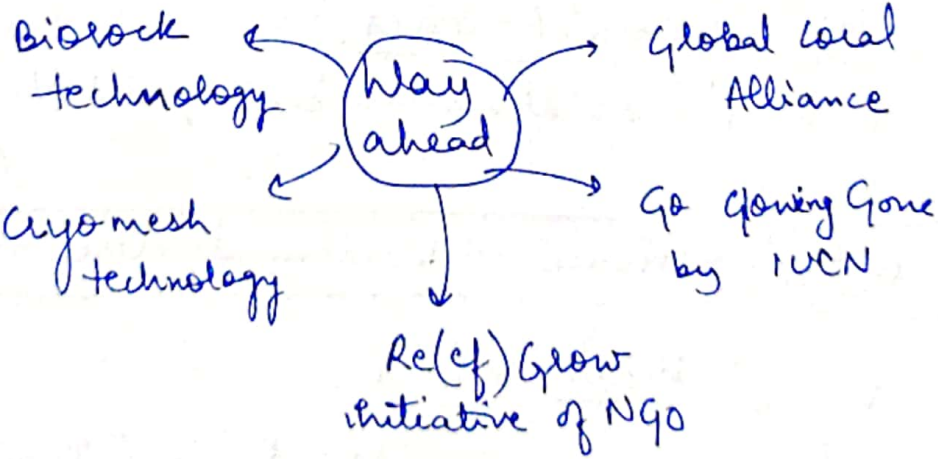 Biorock
technology
Way
ahead
Global Coral
Alliance
Cryomesh
technology
Go Glowing Gone
by IUCN
Re(ef) Grow
initiative of NGO